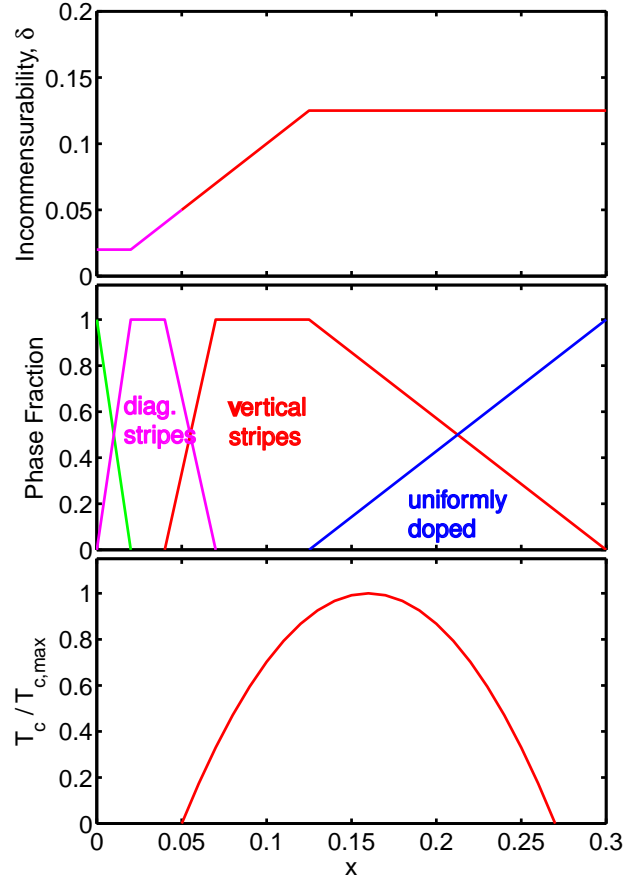 Incommensurability, δ
0.2
0.15
0.1
0.05
0
Phase Fraction
1
0.8
0.6
0.4
0.2
0
diag.
stripes
vertical
stripes
uniformly
doped
T_c / T_{c,max}
1
0.8
0.6
0.4
0.2
0
0 0.05 0.1 0.15 0.2 0.25 0.3
x